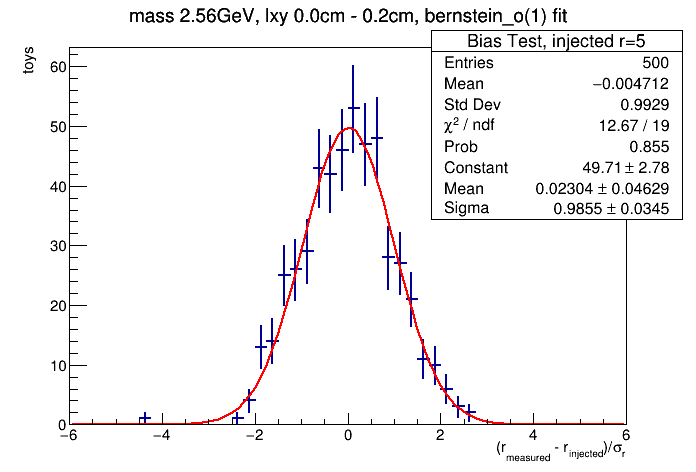 mass 2.56GeV, lxy 0.0cm - 0.2cm, bernstein_o(1) fit
toys
Bias Test, injected r=5
Entries 500
Mean −0.004712
Std Dev 0.9929
χ² / ndf 12.67 / 19
Prob 0.855
Constant 49.71 ± 2.78
Mean 0.02304 ± 0.04629
Sigma 0.9855 ± 0.0345
60
50
40
30
20
10
0
−6 −4 −2 0 2 4 6
(r_measured - r_injected)/σ_r